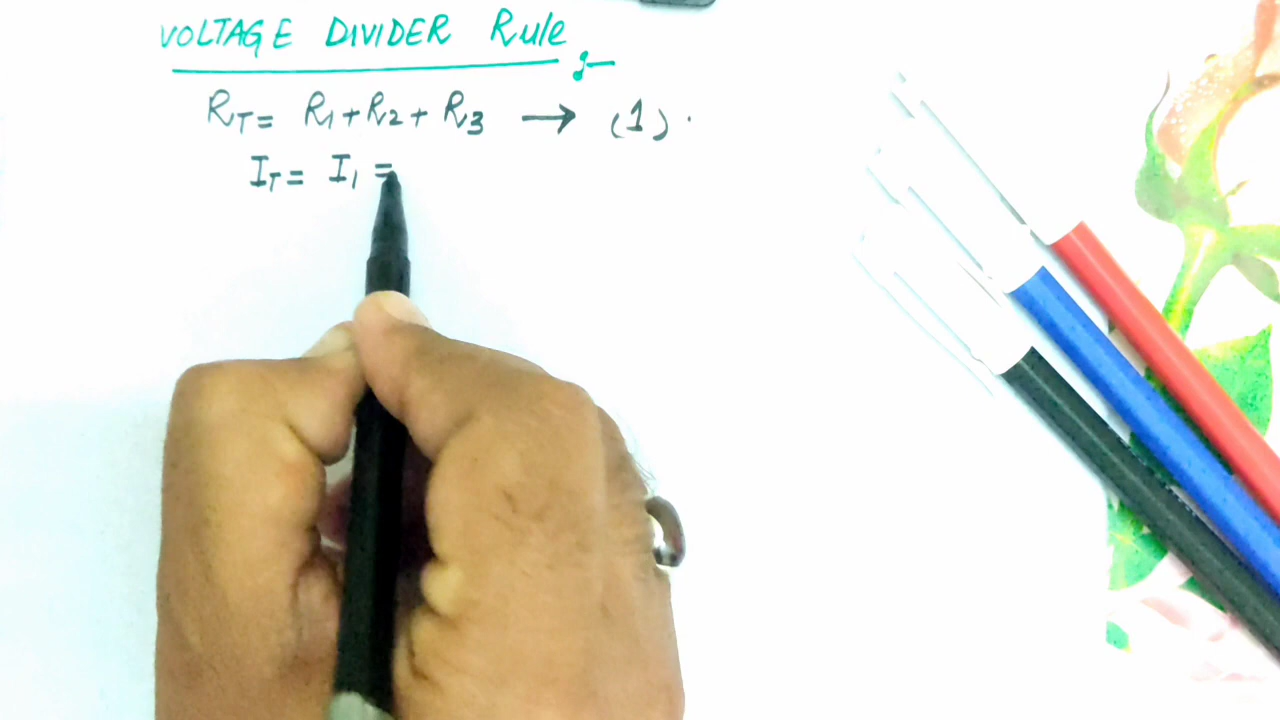 VOLTAGE DIVIDER Rule :-
RT = R1 + R2 + R3 → (1).
IT = I1 =